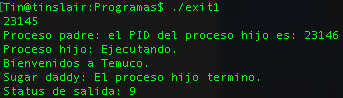 [Tin@tinslair:Programas$ ./exit1
23145
Proceso padre: el PID del proceso hijo es: 23146
Proceso hijo: Ejecutando.
Bienvenidos a Temuco.
Sugar daddy: El proceso hijo termino.
Status de salida: 9